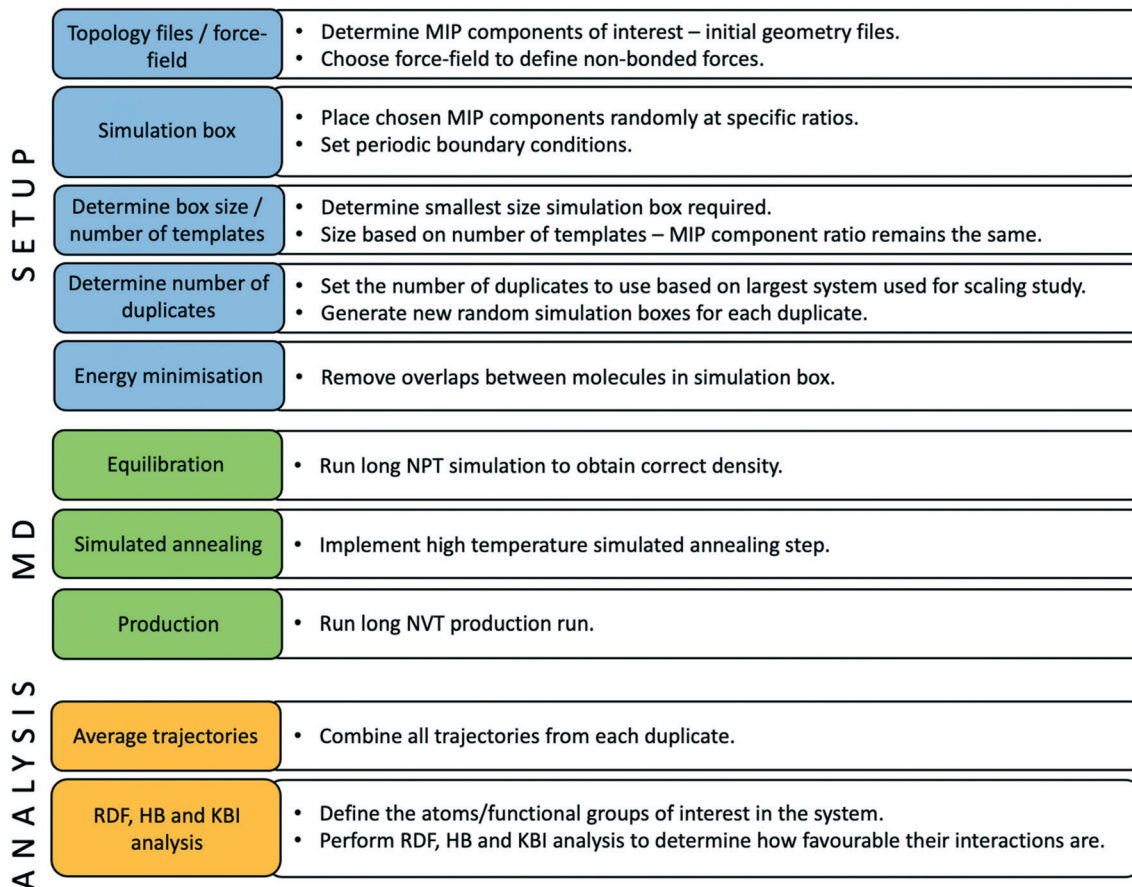 SETUP
Topology files / force-
field
• Determine MIP components of interest – initial geometry files.
• Choose force-field to define non-bonded forces.
Simulation box
• Place chosen MIP components randomly at specific ratios.
• Set periodic boundary conditions.
Determine box size /
number of templates
• Determine smallest size simulation box required.
• Size based on number of templates – MIP component ratio remains the same.
Determine number of
duplicates
• Set the number of duplicates to use based on largest system used for scaling study.
• Generate new random simulation boxes for each duplicate.
Energy minimisation
• Remove overlaps between molecules in simulation box.
MD
Equilibration
• Run long NPT simulation to obtain correct density.
Simulated annealing
• Implement high temperature simulated annealing step.
Production
• Run long NVT production run.
ANALYSIS
Average trajectories
• Combine all trajectories from each duplicate.
RDF, HB and KBI
analysis
• Define the atoms/functional groups of interest in the system.
• Perform RDF, HB and KBI analysis to determine how favourable their interactions are.